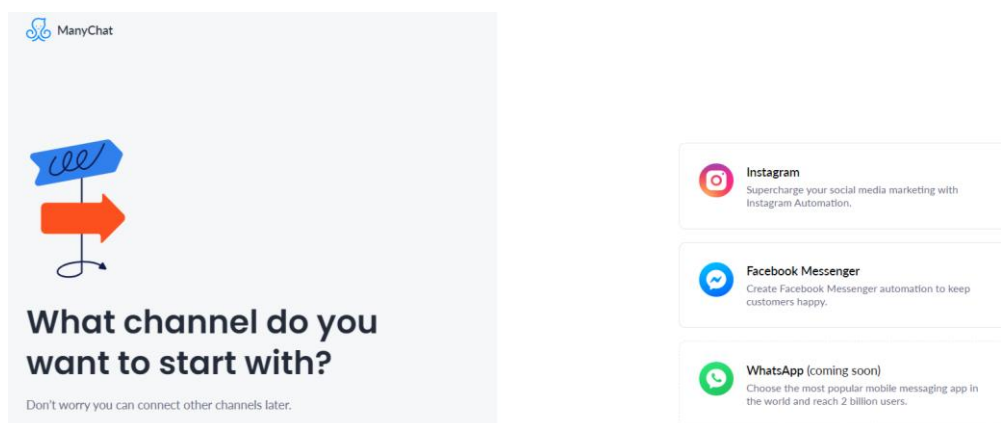 ManyChat
What channel do you
want to start with?
Don't worry you can connect other channels later.
Instagram
Supercharge your social media marketing with
Instagram Automation.
Facebook Messenger
Create Facebook Messenger automation to keep
customers happy.
WhatsApp (coming soon)
Choose the most popular mobile messaging app in
the world and reach 2 billion users.